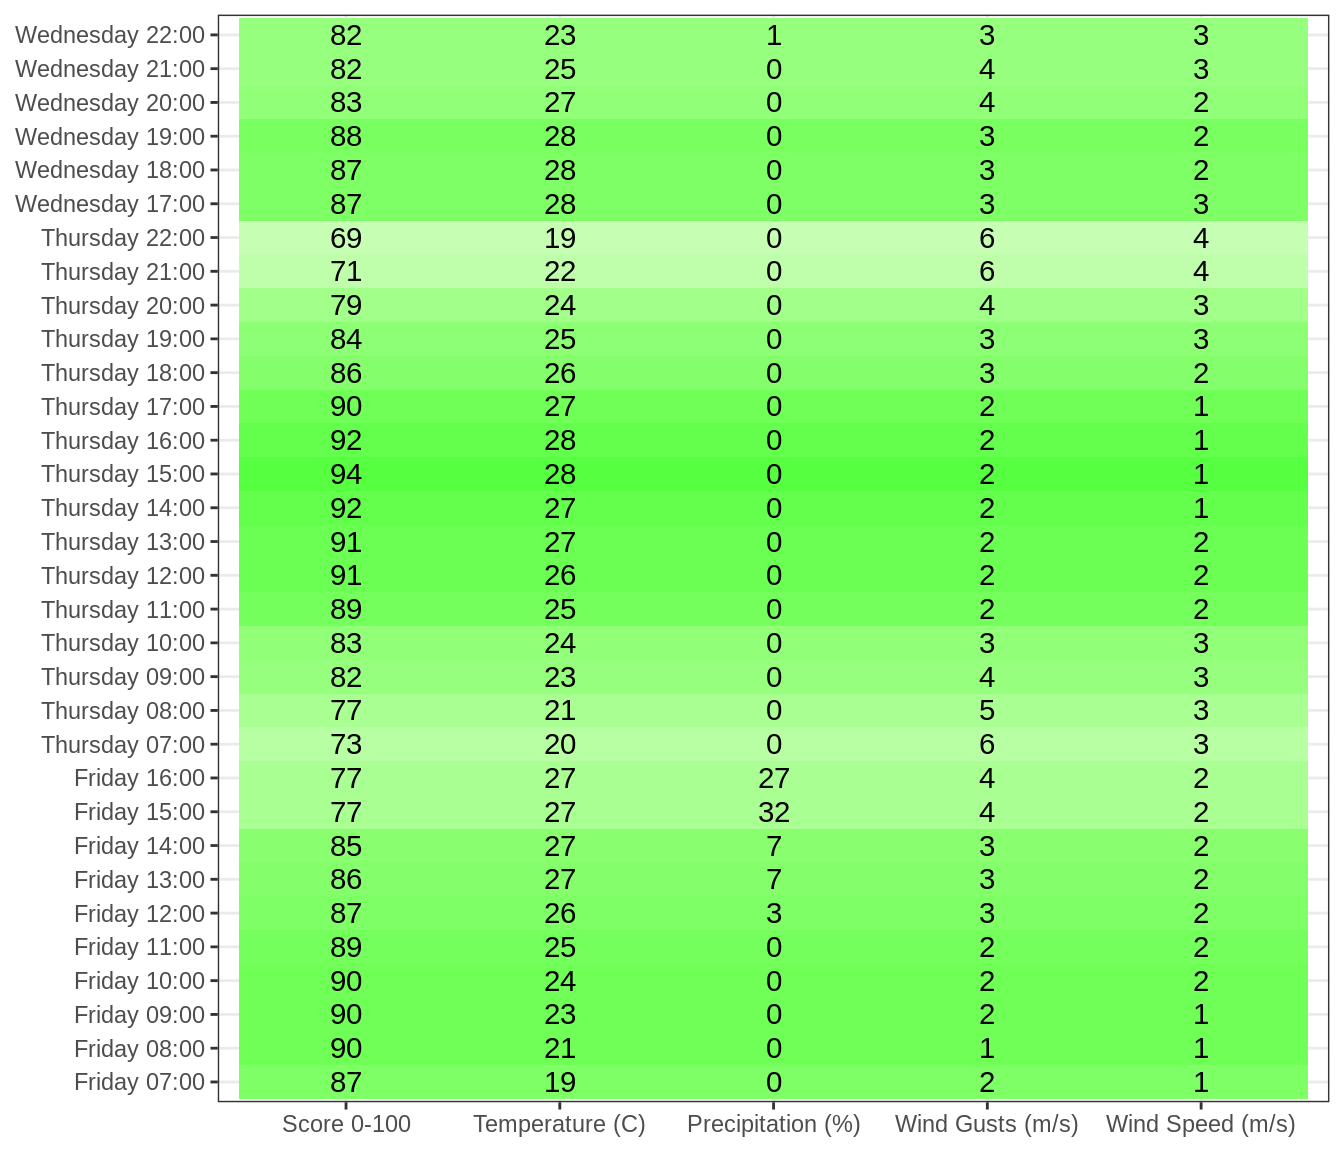 Wednesday 22:00 82 23 1 3 3
Wednesday 21:00 82 25 0 4 3
Wednesday 20:00 83 27 0 4 2
Wednesday 19:00 88 28 0 3 2
Wednesday 18:00 87 28 0 3 2
Wednesday 17:00 87 28 0 3 3
Thursday 22:00 69 19 0 6 4
Thursday 21:00 71 22 0 6 4
Thursday 20:00 79 24 0 4 3
Thursday 19:00 84 25 0 3 3
Thursday 18:00 86 26 0 3 2
Thursday 17:00 90 27 0 2 1
Thursday 16:00 92 28 0 2 1
Thursday 15:00 94 28 0 2 1
Thursday 14:00 92 27 0 2 1
Thursday 13:00 91 27 0 2 2
Thursday 12:00 91 26 0 2 2
Thursday 11:00 89 25 0 2 2
Thursday 10:00 83 24 0 3 3
Thursday 09:00 82 23 0 4 3
Thursday 08:00 77 21 0 5 3
Thursday 07:00 73 20 0 6 3
Friday 16:00 77 27 27 4 2
Friday 15:00 77 27 32 4 2
Friday 14:00 85 27 7 3 2
Friday 13:00 86 27 7 3 2
Friday 12:00 87 26 3 3 2
Friday 11:00 89 25 0 2 2
Friday 10:00 90 24 0 2 2
Friday 09:00 90 23 0 2 1
Friday 08:00 90 21 0 1 1
Friday 07:00 87 19 0 2 1
Score 0-100 Temperature (C) Precipitation (%) Wind Gusts (m/s) Wind Speed (m/s)